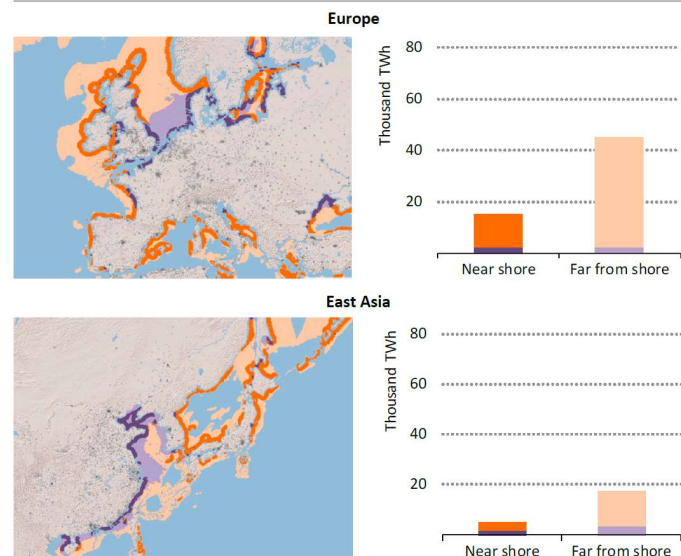 Europe
Thousand TWh
80
60
40
20
Near shore
Far from shore
East Asia
Thousand TWh
80
60
40
20
Near shore
Far from shore